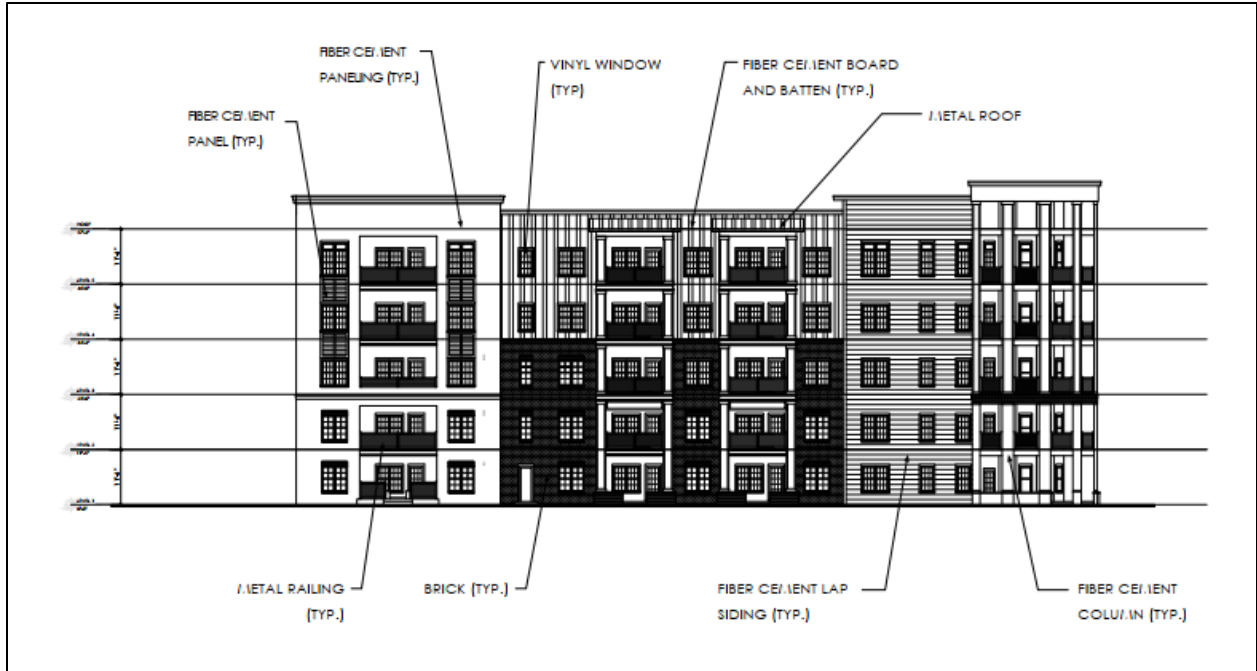 FIBER CEMENT
PANELING (TYP.)
VINYL WINDOW
(TYP)
FIBER CEMENT BOARD
AND BATTEN (TYP.)
FIBER CEMENT
PANEL (TYP.)
METAL ROOF
METAL RAILING
(TYP.)
BRICK (TYP.)
FIBER CEMENT LAP
SIDING (TYP.)
FIBER CEMENT
COLUMN (TYP.)